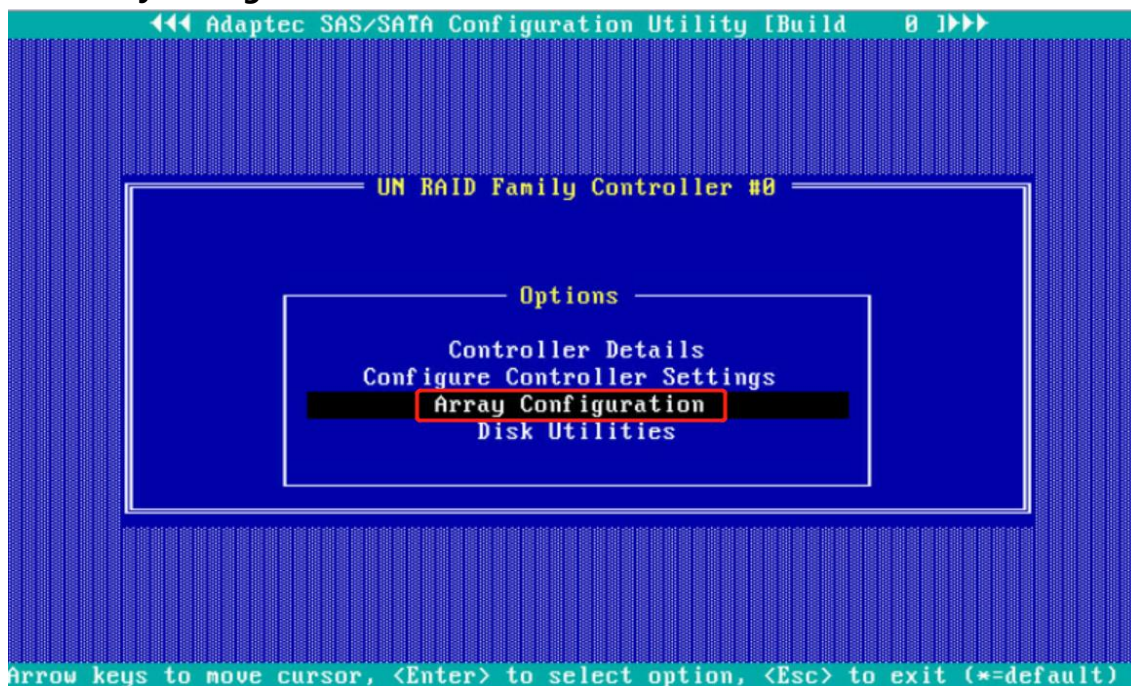 ◄◄◄ Adaptec SAS/SATA Configuration Utility [Build 0 ]►►►
UN RAID Family Controller #0
Options
Controller Details
Configure Controller Settings
Array Configuration
Disk Utilities
Arrow keys to move cursor, <Enter> to select option, <Esc> to exit (*=default)